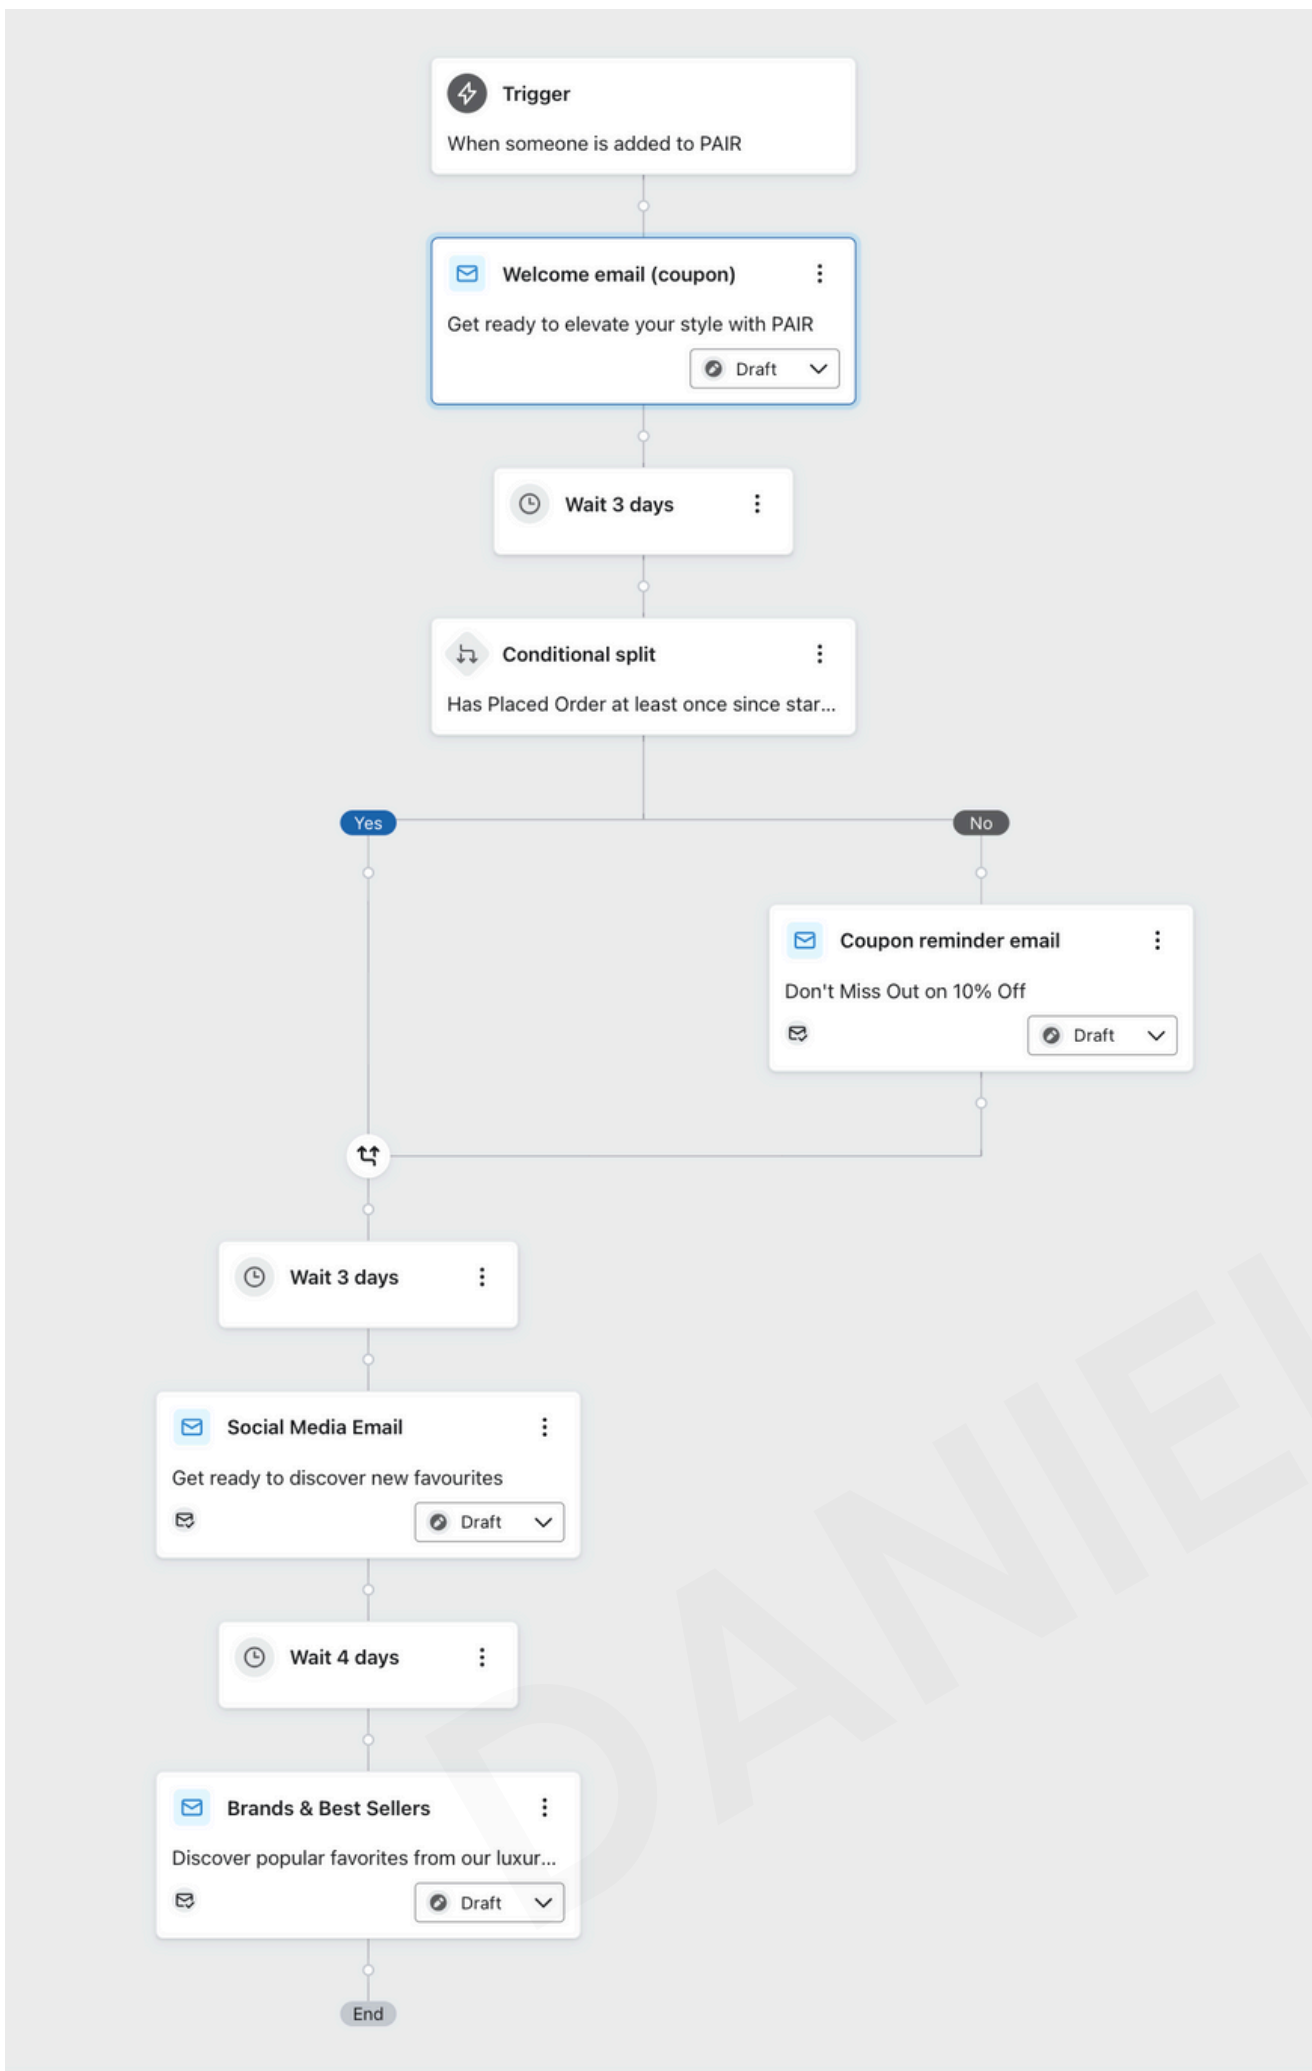 Trigger
When someone is added to PAIR
Welcome email (coupon)
Get ready to elevate your style with PAIR
Draft
Wait 3 days
Conditional split
Has Placed Order at least once since star...
Yes
No
Coupon reminder email
Don't Miss Out on 10% Off
Draft
Wait 3 days
Social Media Email
Get ready to discover new favourites
Draft
Wait 4 days
Brands & Best Sellers
Discover popular favorites from our luxur...
Draft
End
DANIEL